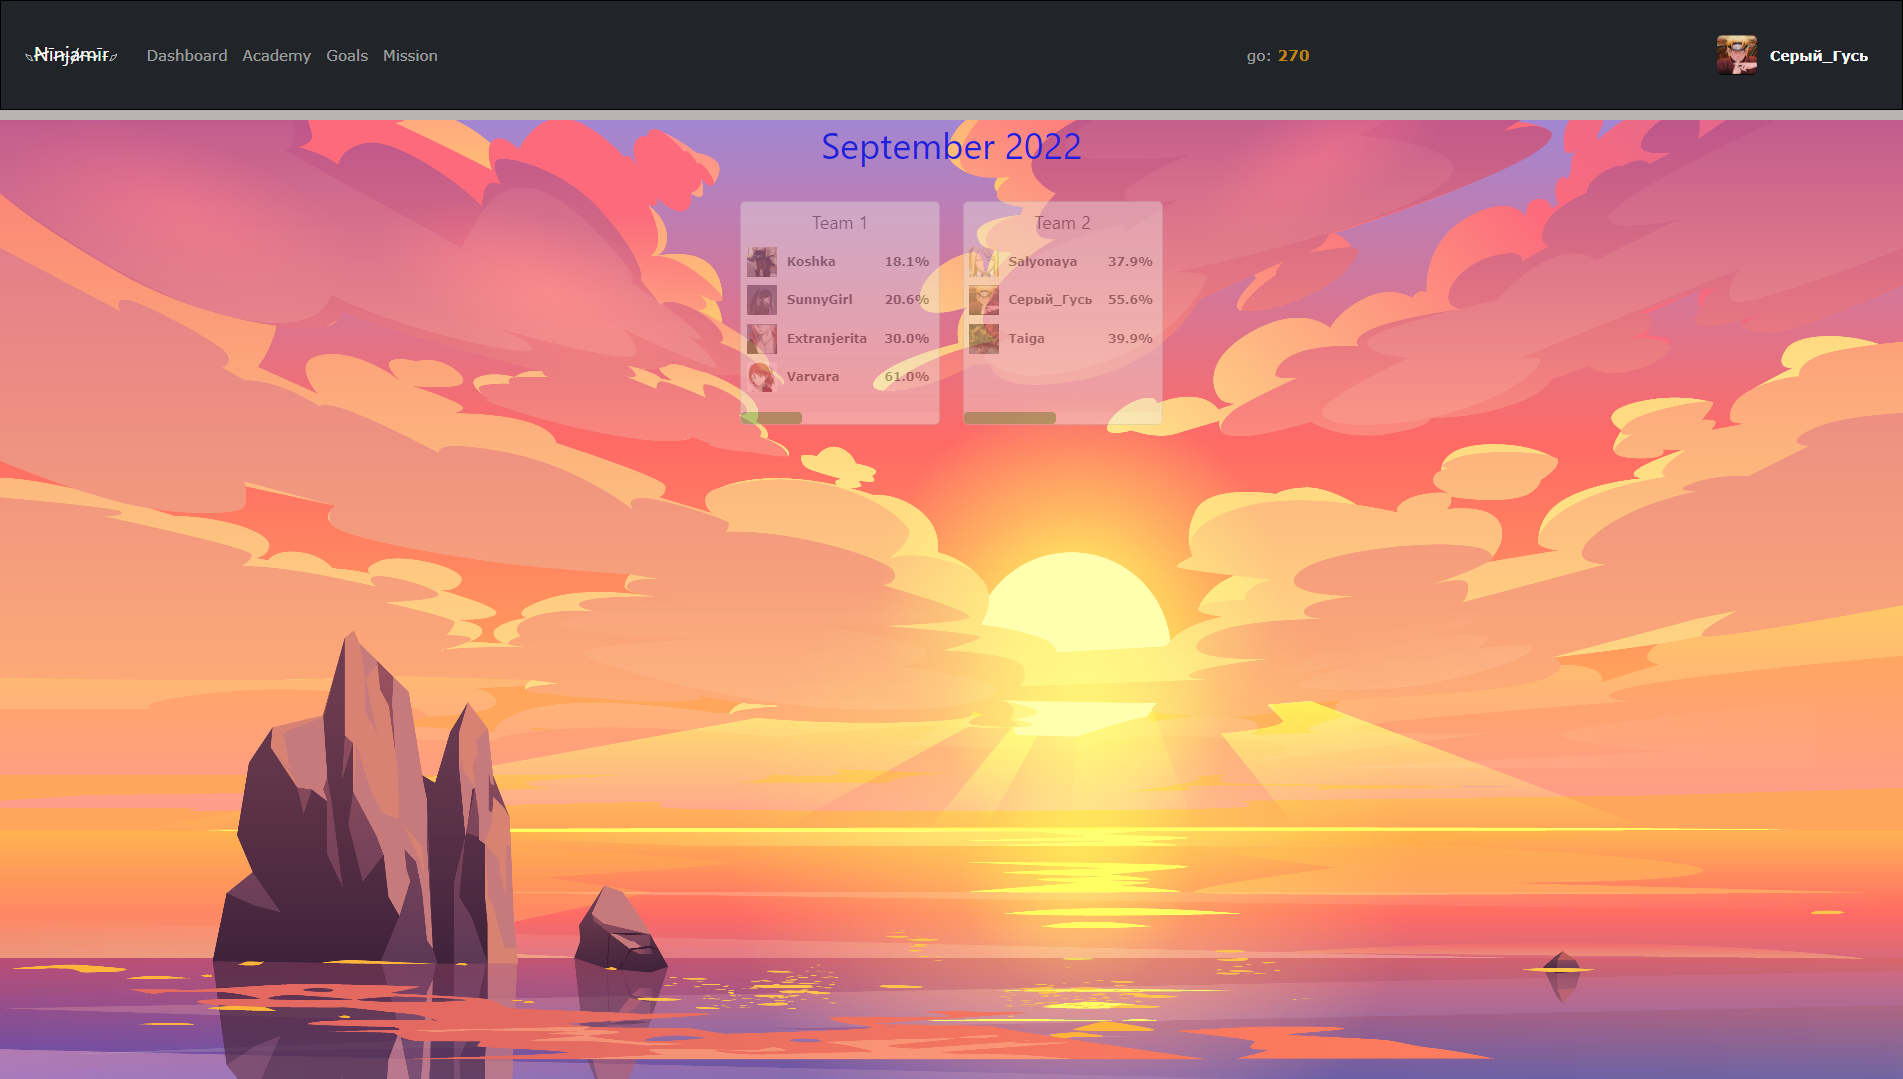 Ninjamir Dashboard Academy Goals Mission go: 270 Серый_Гусь
September 2022
Team 1
Koshka 18.1%
SunnyGirl 20.6%
Extranjerita 30.0%
Varvara 61.0%
Team 2
Salyonaya 37.9%
Серый_Гусь 55.6%
Taiga 39.9%